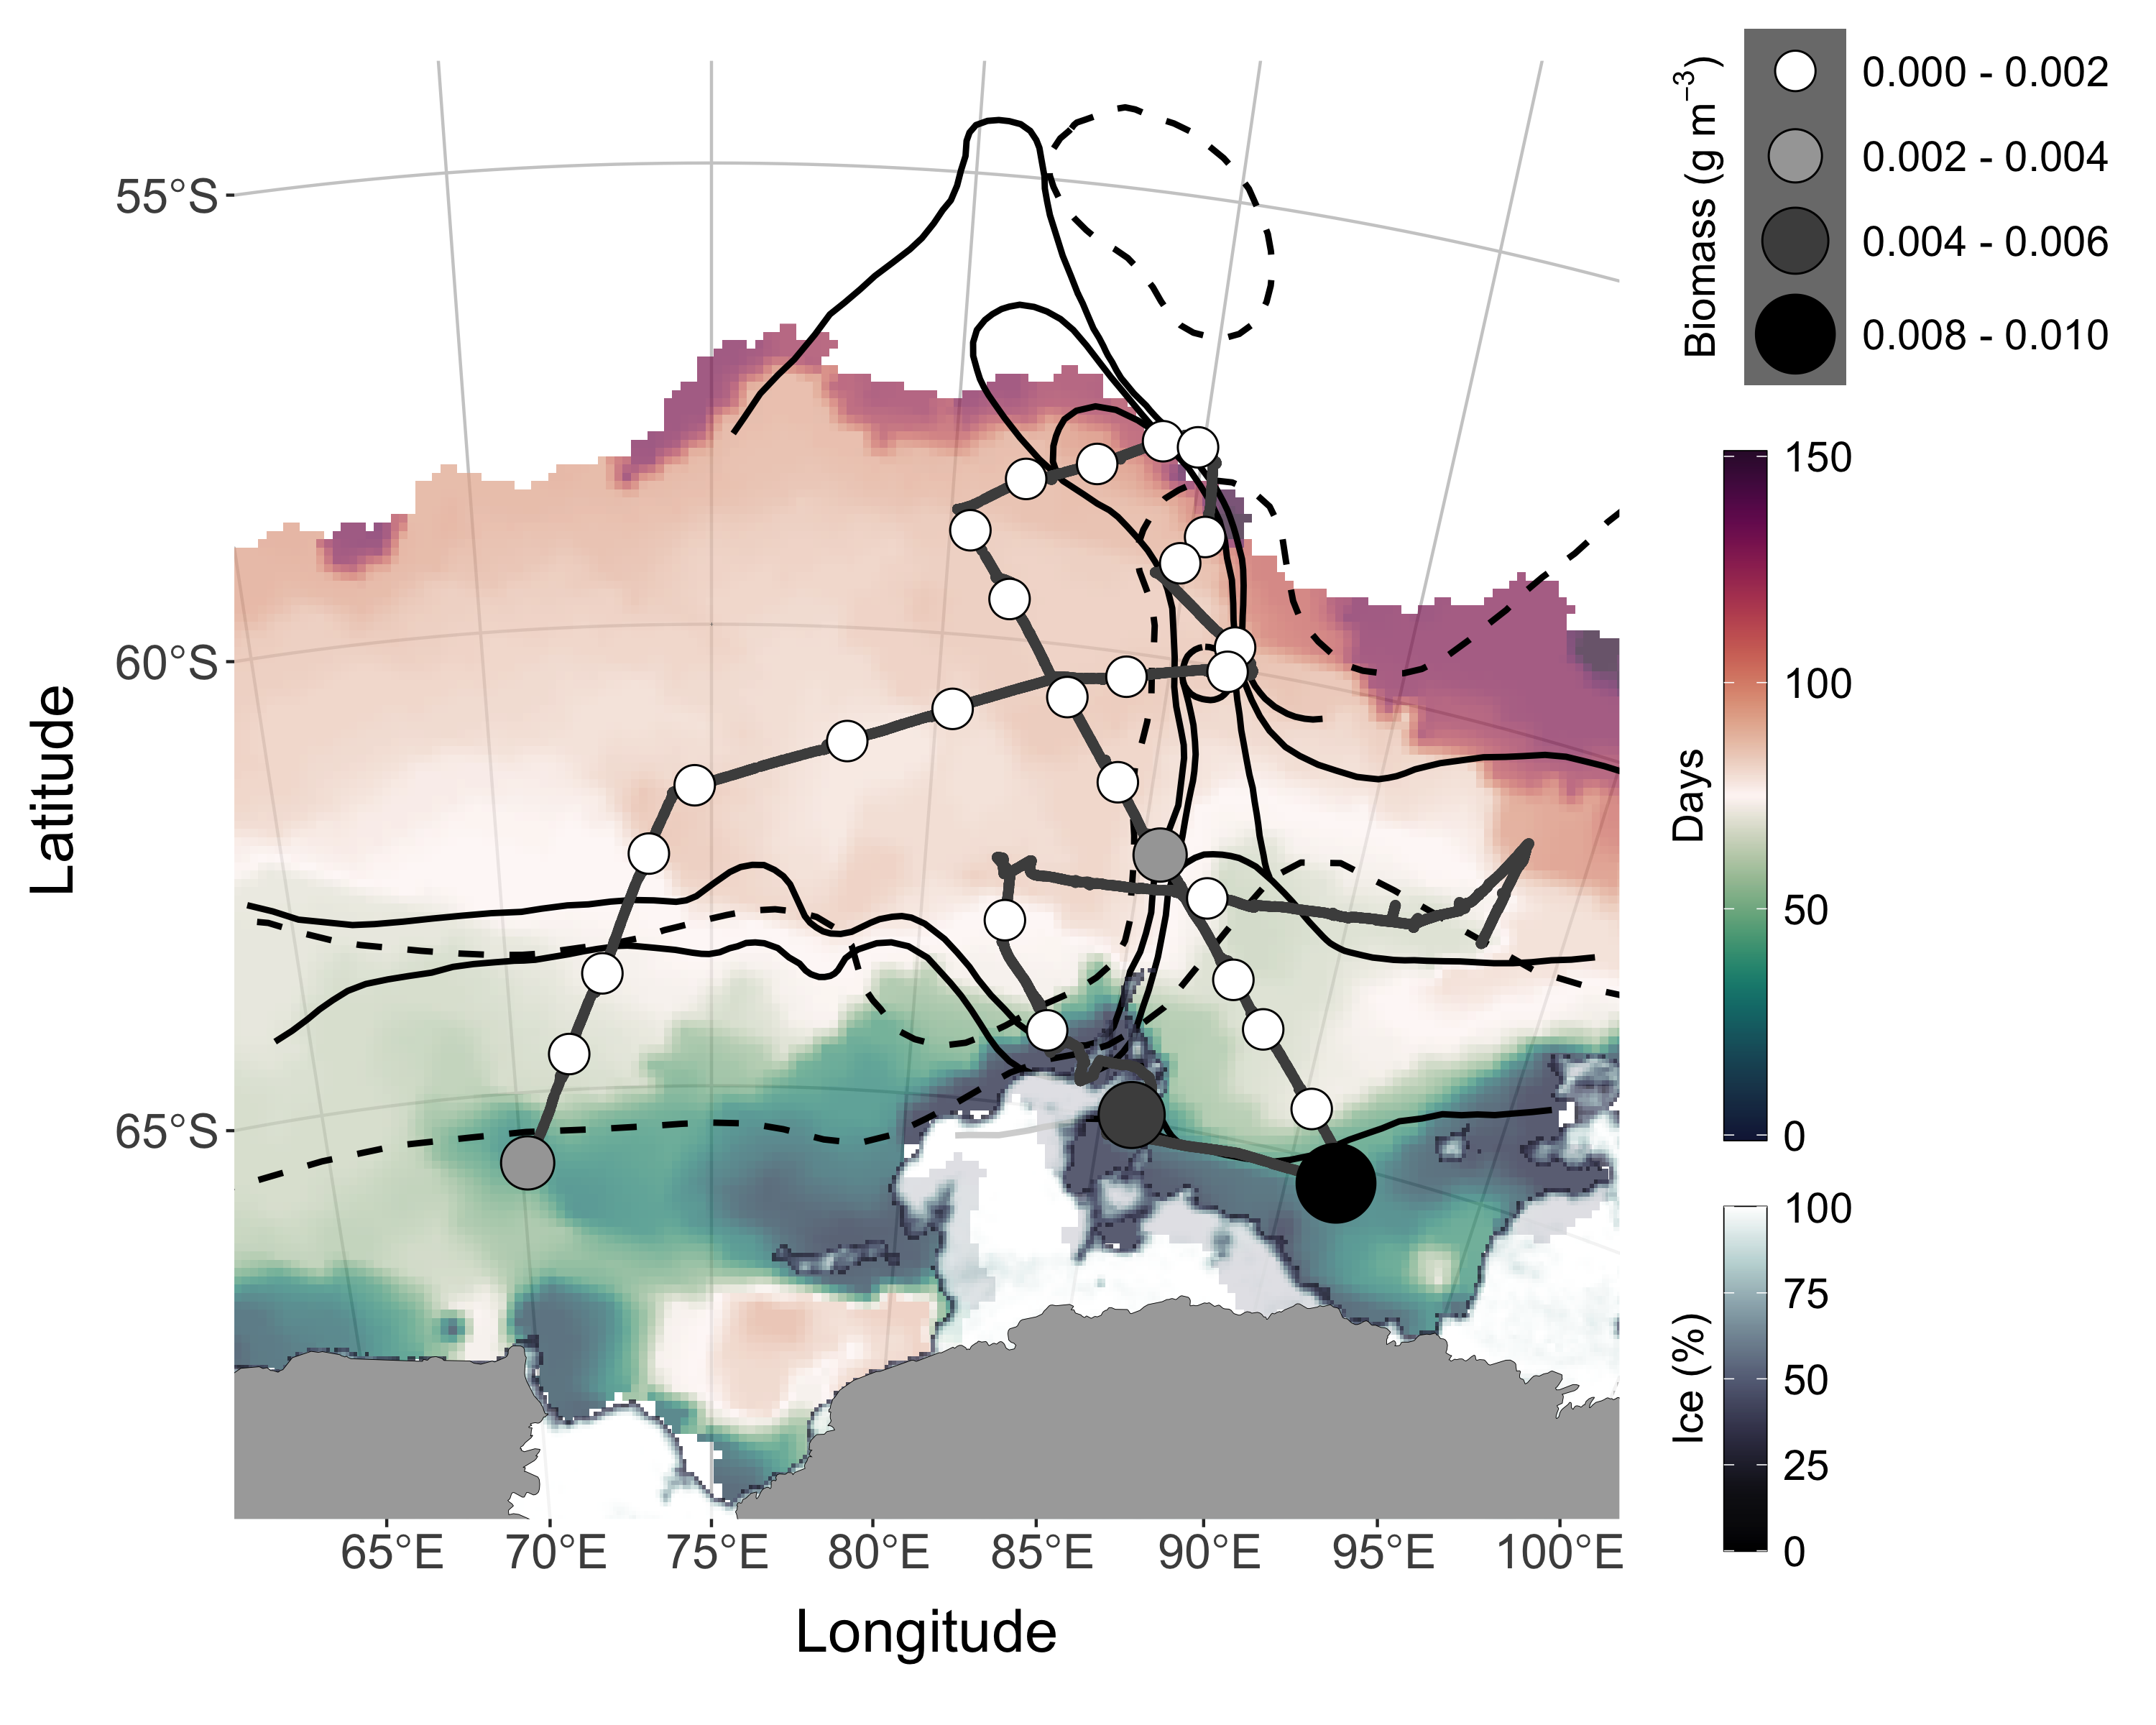 55°S
60°S
65°S
Latitude
65°E
70°E
75°E
80°E
85°E
90°E
95°E
100°E
Longitude
Biomass (g m⁻³)
0.000 - 0.002
0.002 - 0.004
0.004 - 0.006
0.008 - 0.010
Days
150
100
50
0
Ice (%)
100
75
50
25
0